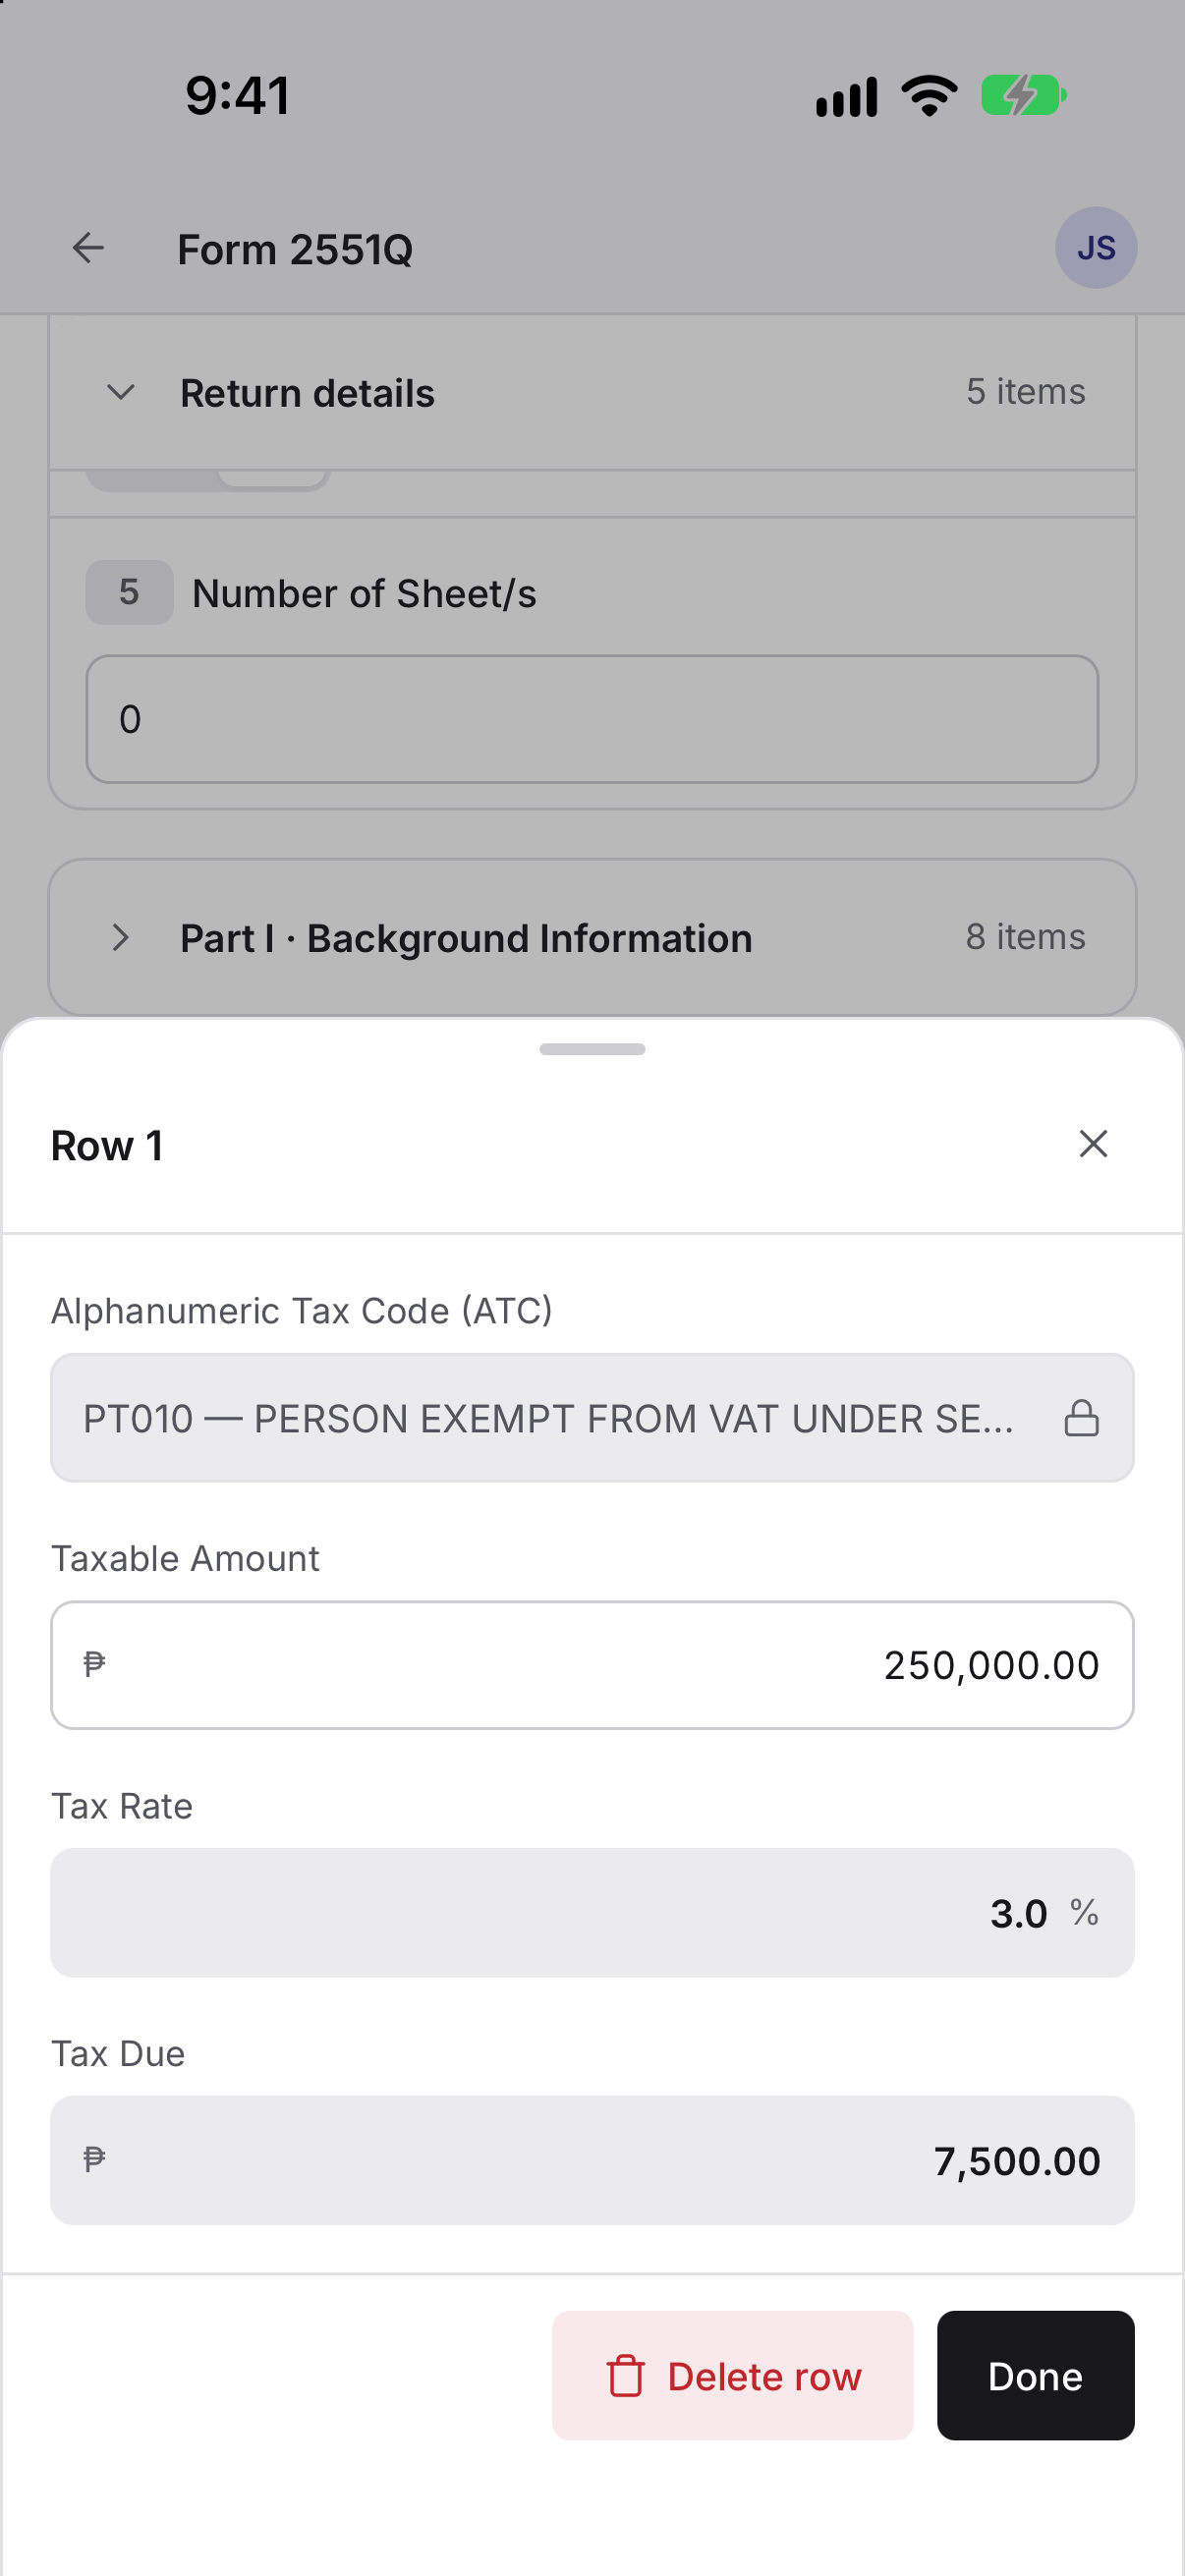 9:41
Form 2551Q
JS
Return details
5 items
5 Number of Sheet/s
0
Part I · Background Information
8 items
Row 1
Alphanumeric Tax Code (ATC)
PT010 — PERSON EXEMPT FROM VAT UNDER SE...
Taxable Amount
₱ 250,000.00
Tax Rate
3.0 %
Tax Due
₱ 7,500.00
Delete row
Done